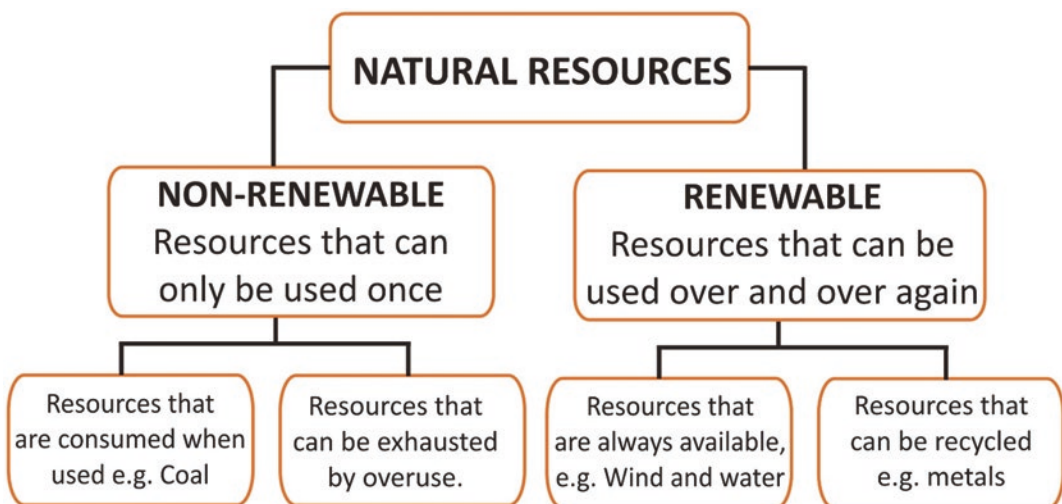 NATURAL RESOURCES
NON-RENEWABLE
Resources that can
only be used once
RENEWABLE
Resources that can be
used over and over again
Resources that
are consumed when
used e.g. Coal
Resources that
can be exhausted
by overuse.
Resources that
are always available,
e.g. Wind and water
Resources that
can be recycled
e.g. metals